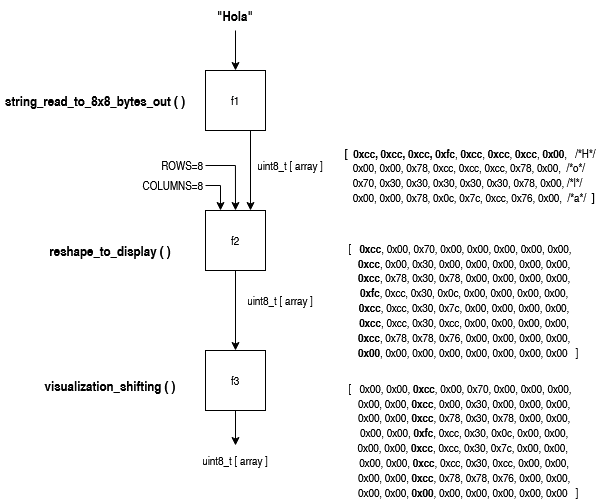 "Hola"
string_read_to_8x8_bytes_out ( )
f1
ROWS=8
COLUMNS=8
uint8_t [ array ]
[ 0xcc, 0xcc, 0xcc, 0xfc, 0xcc, 0xcc, 0xcc, 0x00, /*H*/
0x00, 0x00, 0x78, 0xcc, 0xcc, 0xcc, 0x78, 0x00, /*o*/
0x70, 0x30, 0x30, 0x30, 0x30, 0x30, 0x78, 0x00, /*l*/
0x00, 0x00, 0x78, 0x0c, 0x7c, 0xcc, 0x76, 0x00, /*a*/ ]
f2
reshape_to_display ( )
uint8_t [ array ]
[ 0xcc, 0x00, 0x70, 0x00, 0x00, 0x00, 0x00, 0x00,
0xcc, 0x00, 0x30, 0x00, 0x00, 0x00, 0x00, 0x00,
0xcc, 0x78, 0x30, 0x78, 0x00, 0x00, 0x00, 0x00,
0xfc, 0xcc, 0x30, 0x0c, 0x00, 0x00, 0x00, 0x00,
0xcc, 0xcc, 0x30, 0x7c, 0x00, 0x00, 0x00, 0x00,
0xcc, 0xcc, 0x30, 0xcc, 0x00, 0x00, 0x00, 0x00,
0xcc, 0x78, 0x78, 0x76, 0x00, 0x00, 0x00, 0x00,
0x00, 0x00, 0x00, 0x00, 0x00, 0x00, 0x00, 0x00 ]
f3
visualization_shifting ( )
uint8_t [ array ]
[ 0x00, 0x00, 0xcc, 0x00, 0x70, 0x00, 0x00, 0x00,
0x00, 0x00, 0xcc, 0x00, 0x30, 0x00, 0x00, 0x00,
0x00, 0x00, 0xcc, 0x78, 0x30, 0x78, 0x00, 0x00,
0x00, 0x00, 0xfc, 0xcc, 0x30, 0x0c, 0x00, 0x00,
0x00, 0x00, 0xcc, 0xcc, 0x30, 0x7c, 0x00, 0x00,
0x00, 0x00, 0xcc, 0xcc, 0x30, 0xcc, 0x00, 0x00,
0x00, 0x00, 0xcc, 0x78, 0x78, 0x76, 0x00, 0x00,
0x00, 0x00, 0x00, 0x00, 0x00, 0x00, 0x00, 0x00 ]